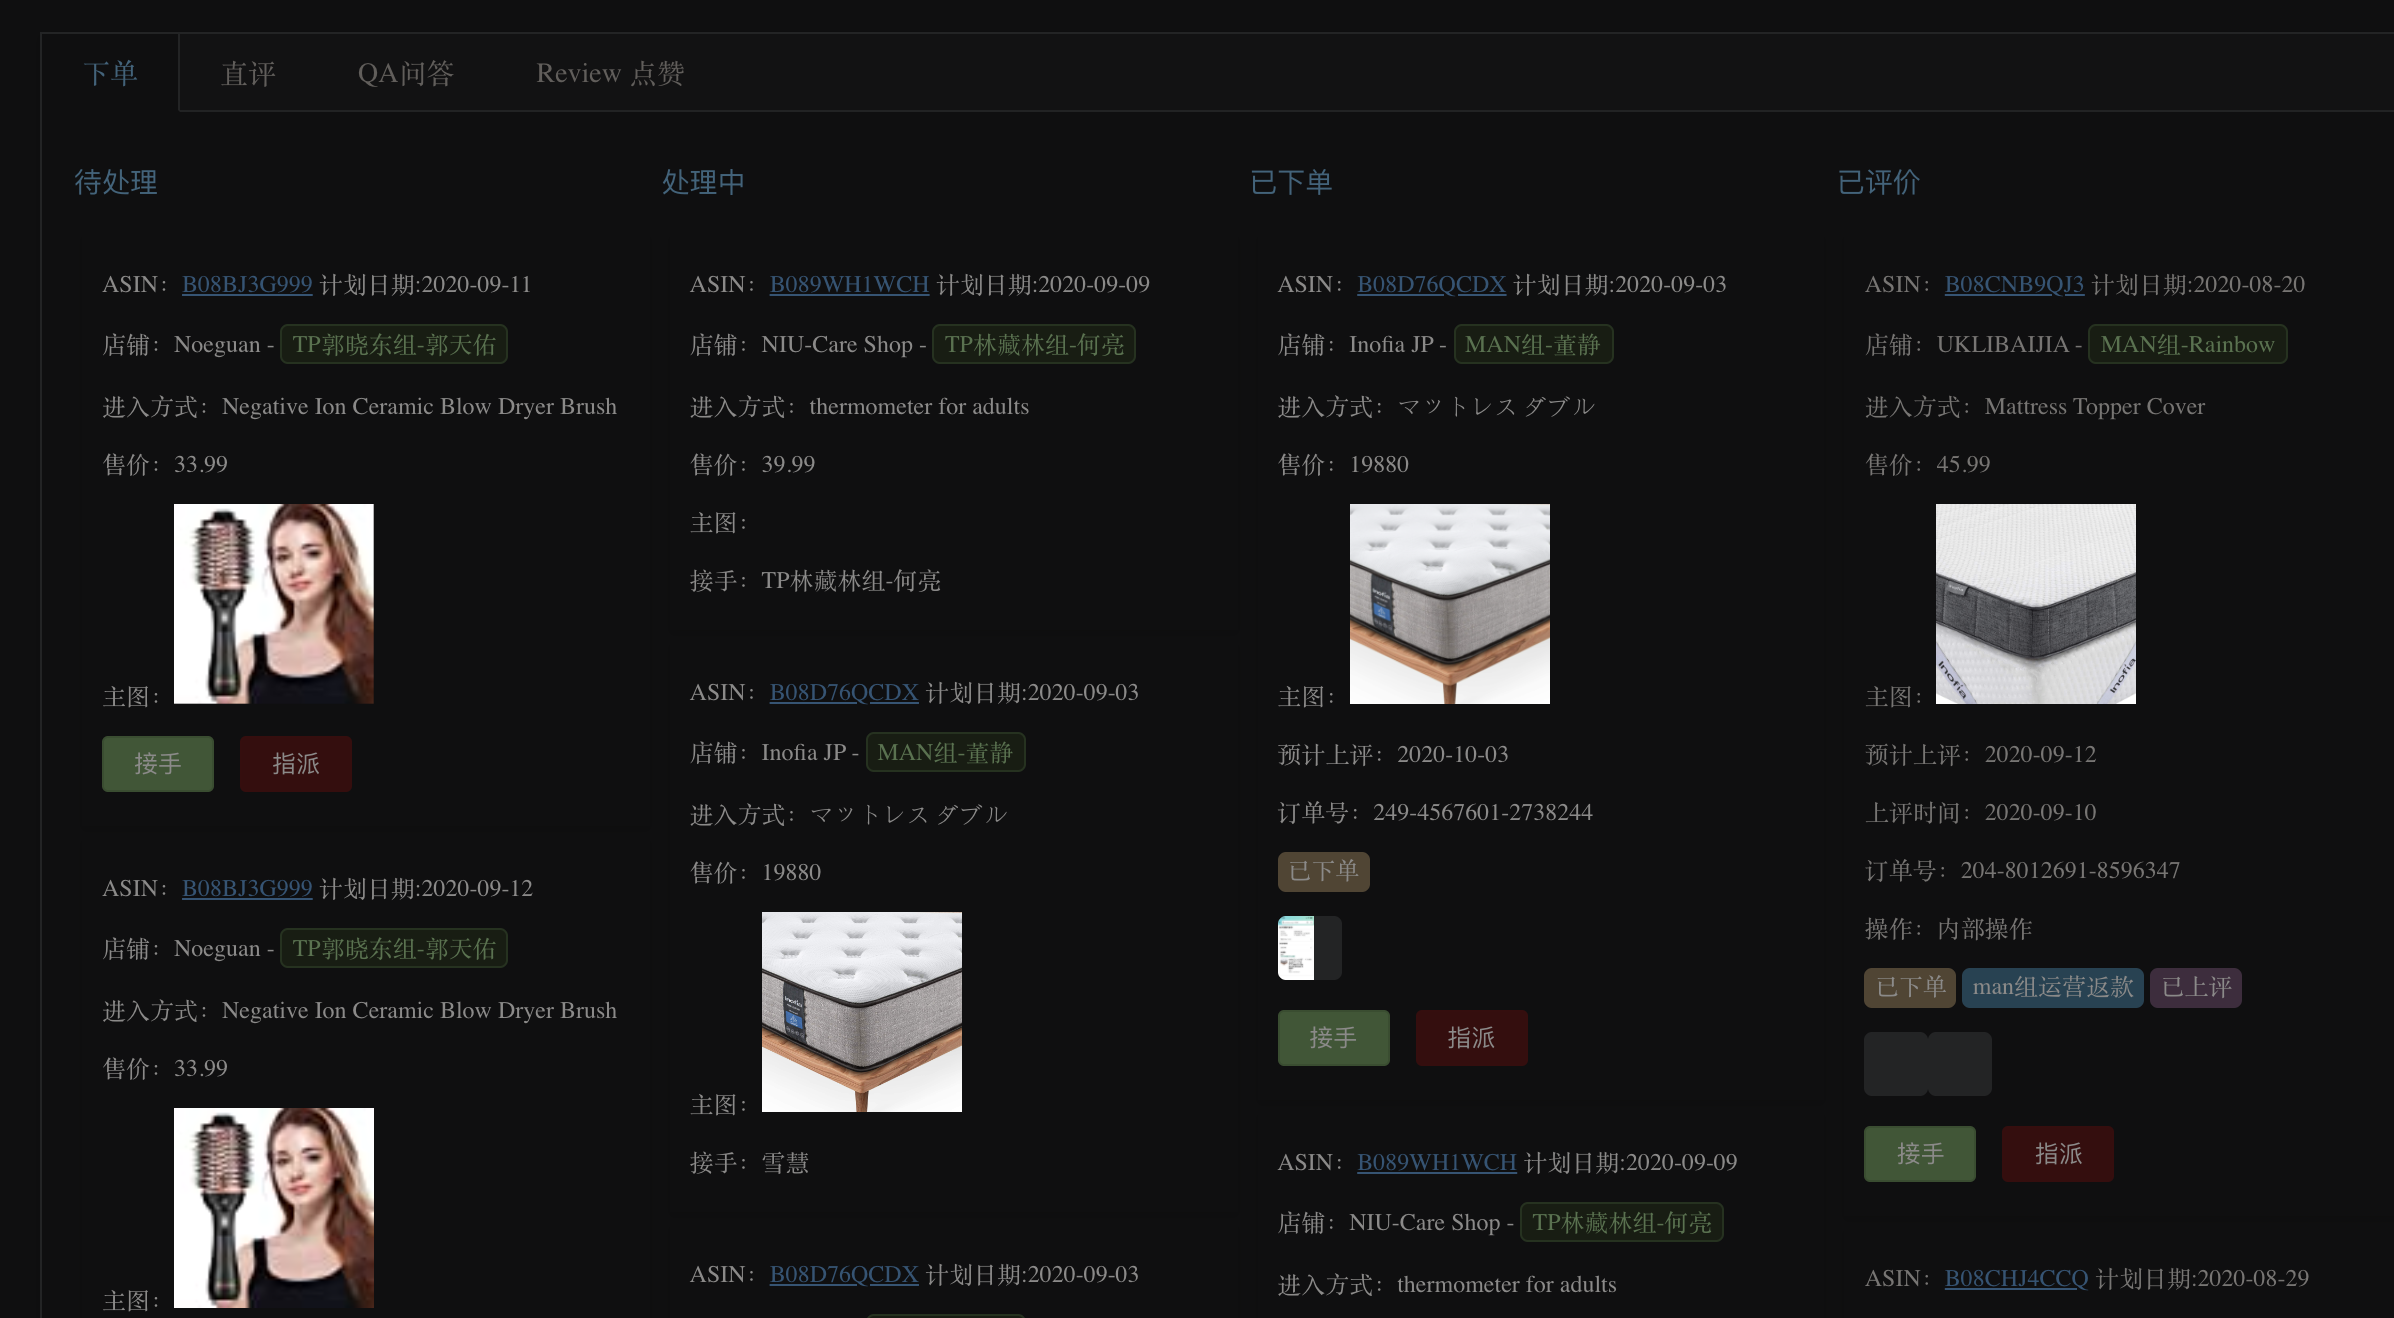 下单 直评 QA问答 Review 点赞
待处理
ASIN： B08BJ3G999 计划日期:2020-09-11
店铺：Noeguan - TP郭晓东组-郭天佑
进入方式：Negative Ion Ceramic Blow Dryer Brush
售价：33.99
主图：
接手 指派
ASIN： B08BJ3G999 计划日期:2020-09-12
店铺：Noeguan - TP郭晓东组-郭天佑
进入方式：Negative Ion Ceramic Blow Dryer Brush
售价：33.99
主图：
处理中
ASIN： B089WH1WCH 计划日期:2020-09-09
店铺：NIU-Care Shop - TP林藏林组-何亮
进入方式：thermometer for adults
售价：39.99
主图：
接手：TP林藏林组-何亮
ASIN： B08D76QCDX 计划日期:2020-09-03
店铺：Inofia JP - MAN组-董静
进入方式：マットレス ダブル
售价：19880
主图：
接手：雪慧
ASIN： B08D76QCDX 计划日期:2020-09-03
已下单
ASIN： B08D76QCDX 计划日期:2020-09-03
店铺：Inofia JP - MAN组-董静
进入方式：マットレス ダブル
售价：19880
主图：
预计上评：2020-10-03
订单号：249-4567601-2738244
已下单
接手 指派
ASIN： B089WH1WCH 计划日期:2020-09-09
店铺：NIU-Care Shop - TP林藏林组-何亮
进入方式：thermometer for adults
已评价
ASIN： B08CNB9QJ3 计划日期:2020-08-20
店铺：UKLIBAIJIA - MAN组-Rainbow
进入方式：Mattress Topper Cover
售价：45.99
inofia
inofia
主图：
预计上评：2020-09-12
上评时间：2020-09-10
订单号：204-8012691-8596347
操作：内部操作
已下单 man组运营返款 已上评
接手 指派
ASIN： B08CHJ4CCQ 计划日期:2020-08-29